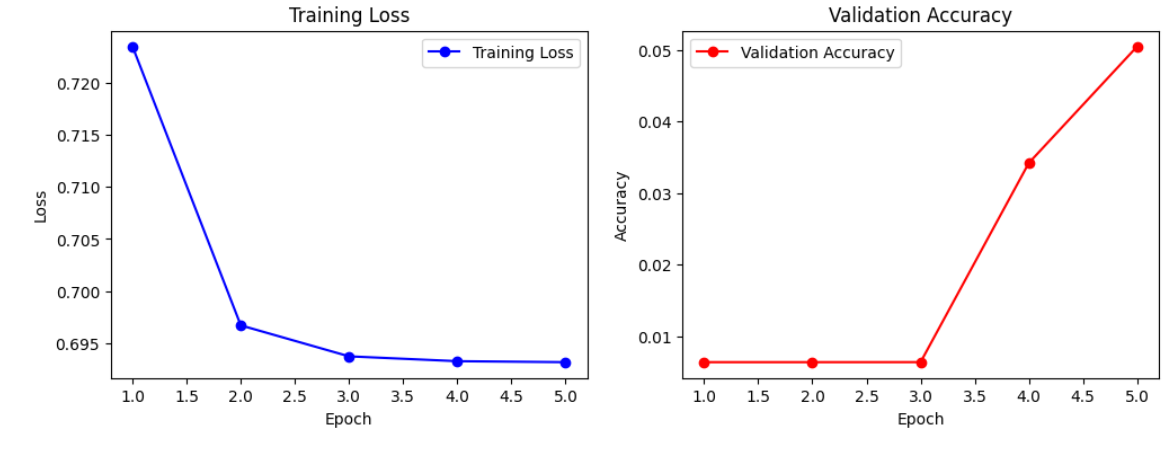 Training Loss
Training Loss
0.720
0.715
0.710
0.705
0.700
0.695
Loss
1.0 1.5 2.0 2.5 3.0 3.5 4.0 4.5 5.0
Epoch
Validation Accuracy
Validation Accuracy
0.05
0.04
0.03
0.02
0.01
Accuracy
1.0 1.5 2.0 2.5 3.0 3.5 4.0 4.5 5.0
Epoch